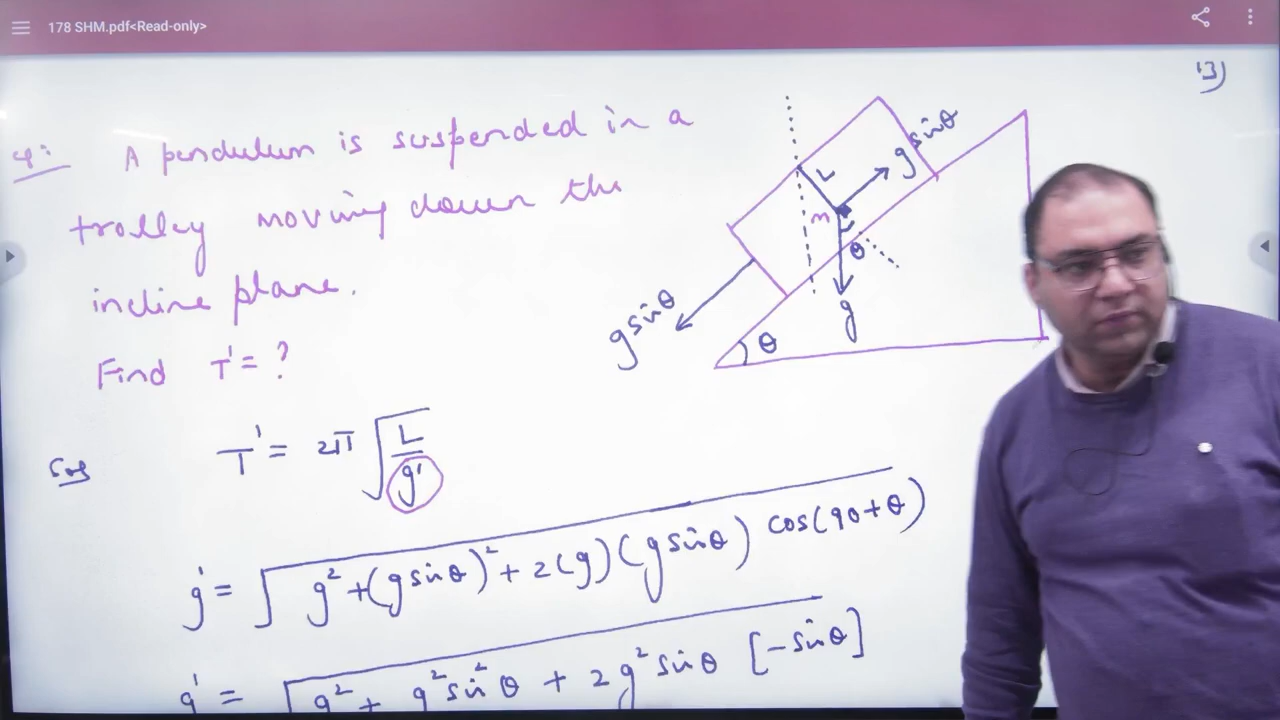 178 SHM.pdf<Read-only>
13)
Q: A pendulum is suspended in a
trolley moving down the
incline plane.
Find T' = ?
L
g sinθ
m
θ
g
g sinθ
θ
Sol
T' = 2π √(L/g')
g' = √(g² + (g sinθ)² + 2(g)(g sinθ) cos(90+θ))
g' = √(g² + g² sin²θ + 2g² sinθ [-sinθ])